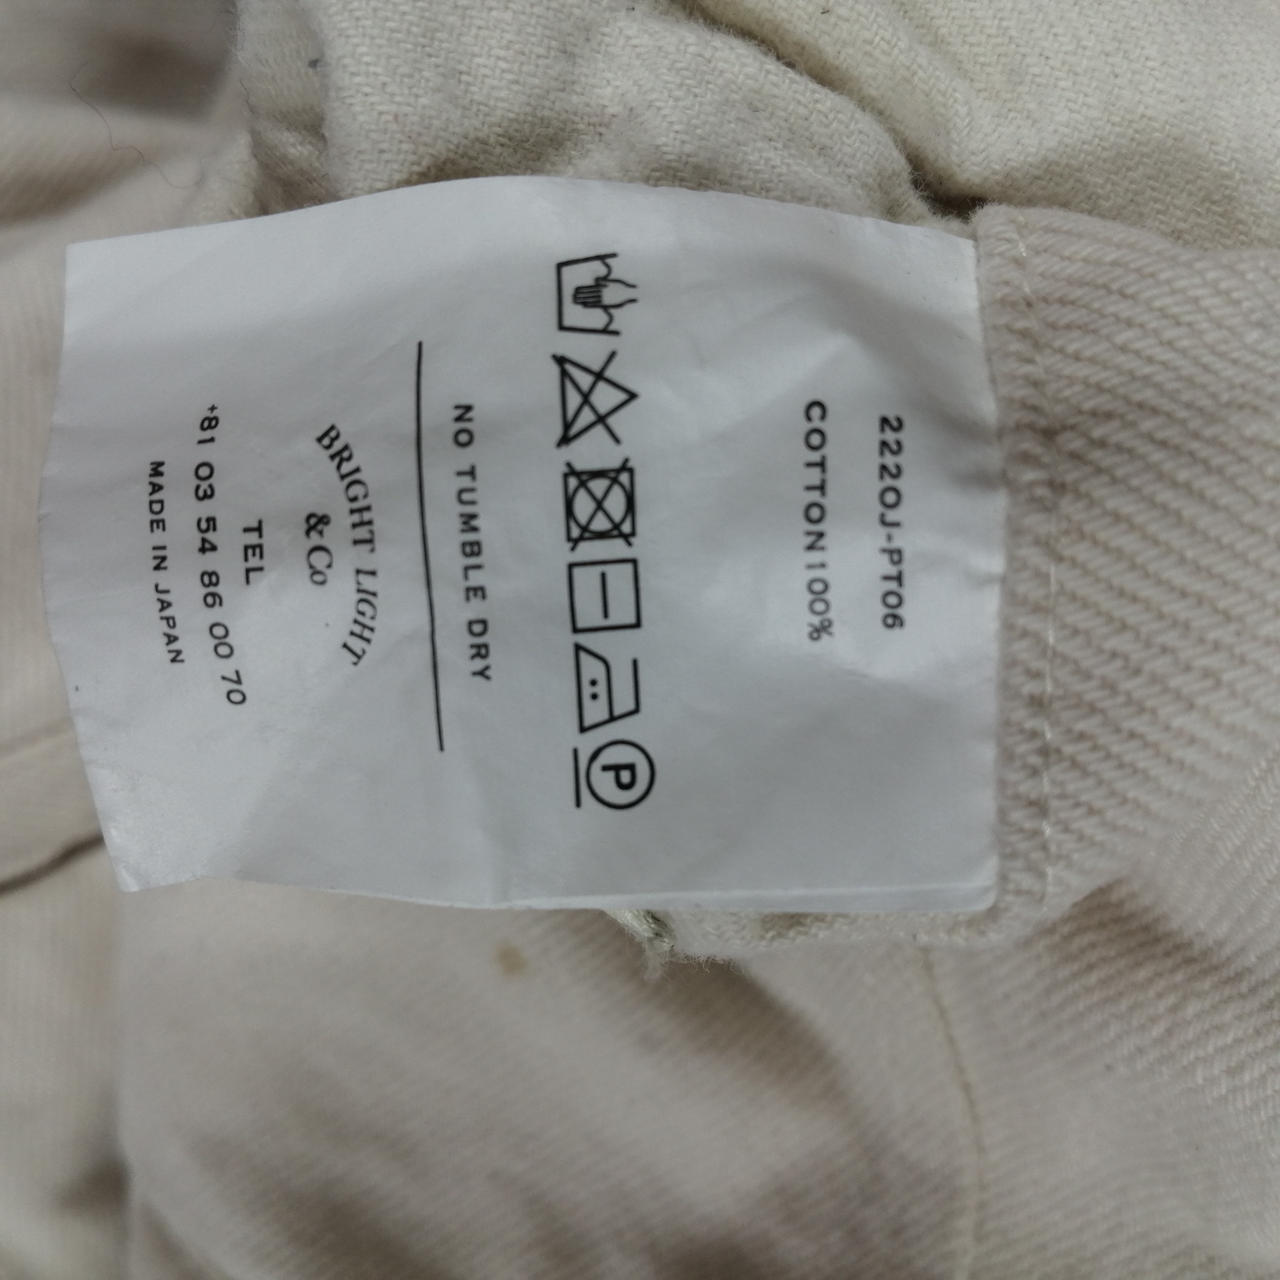 2220J-PT06
COTTON100%
P
NO TUMBLE DRY
BRIGHT LIGHT,
&Co
TEL
+81 03 54 86 00 70
MADE IN JAPAN